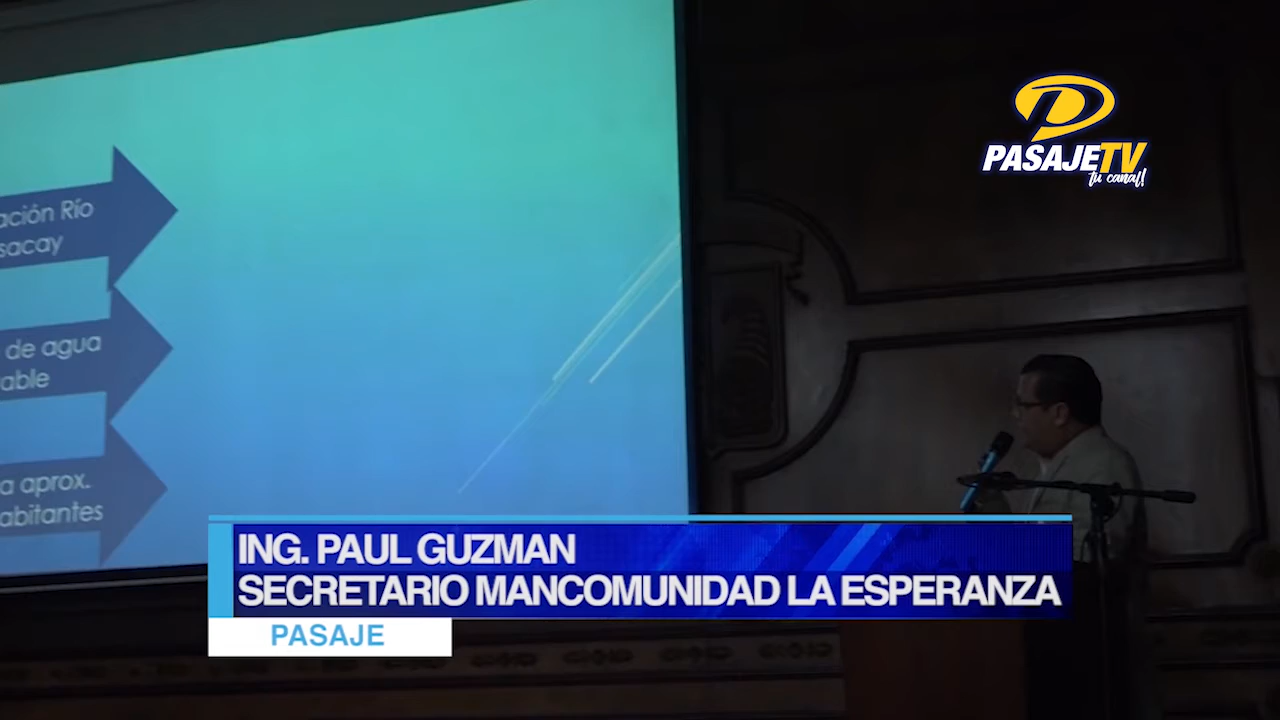 PASAJETV
tu canal!
ación Río
sacay
de agua
able
a aprox.
abitantes
ING. PAUL GUZMAN
SECRETARIO MANCOMUNIDAD LA ESPERANZA
PASAJE